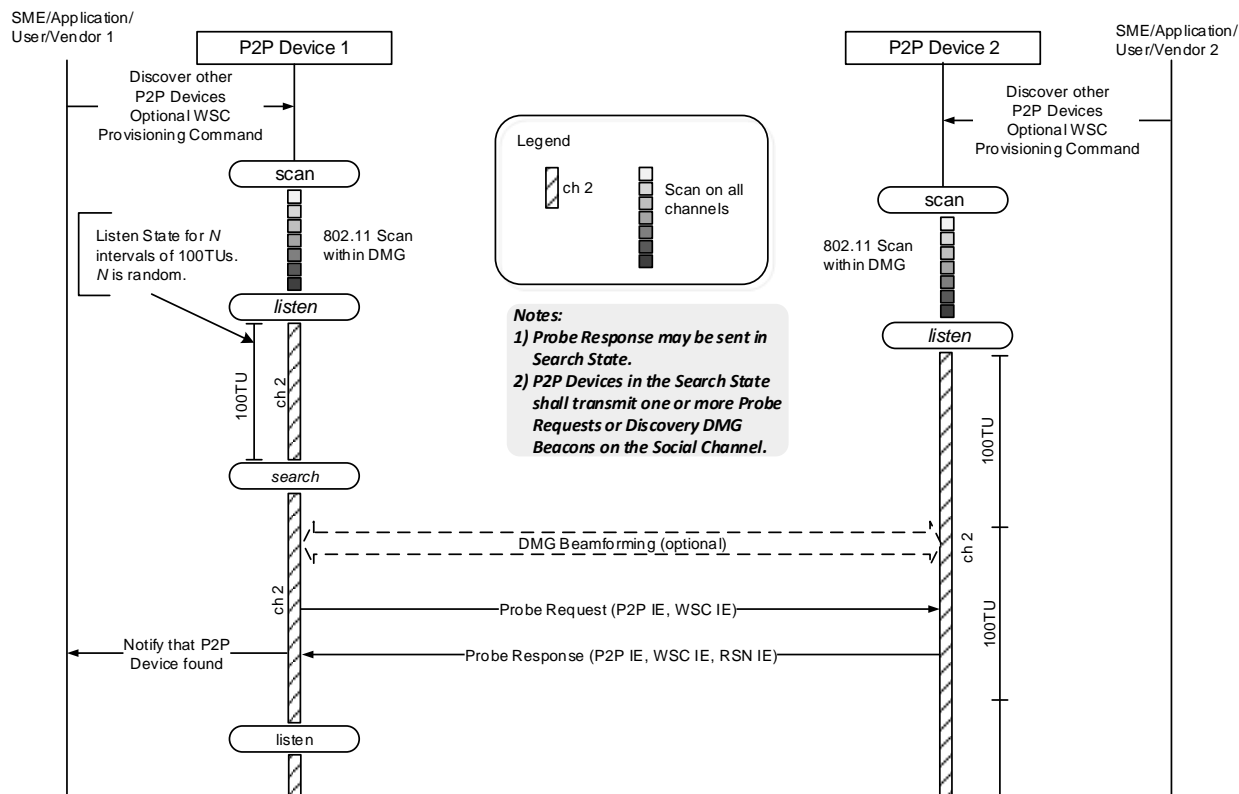 SME/Application/
User/Vendor 1
P2P Device 1
P2P Device 2
SME/Application/
User/Vendor 2
Discover other
P2P Devices
Optional WSC
Provisioning Command
Discover other
P2P Devices
Optional WSC
Provisioning Command
Legend
ch 2
Scan on all
channels
scan
scan
Listen State for N
intervals of 100TUs.
N is random.
802.11 Scan
within DMG
802.11 Scan
within DMG
listen
listen
Notes:
1) Probe Response may be sent in
Search State.
2) P2P Devices in the Search State
shall transmit one or more Probe
Requests or Discovery DMG
Beacons on the Social Channel.
100TU
ch 2
100TU
search
DMG Beamforming (optional)
ch 2
ch 2
Probe Request (P2P IE, WSC IE)
100TU
Notify that P2P
Device found
Probe Response (P2P IE, WSC IE, RSN IE)
listen